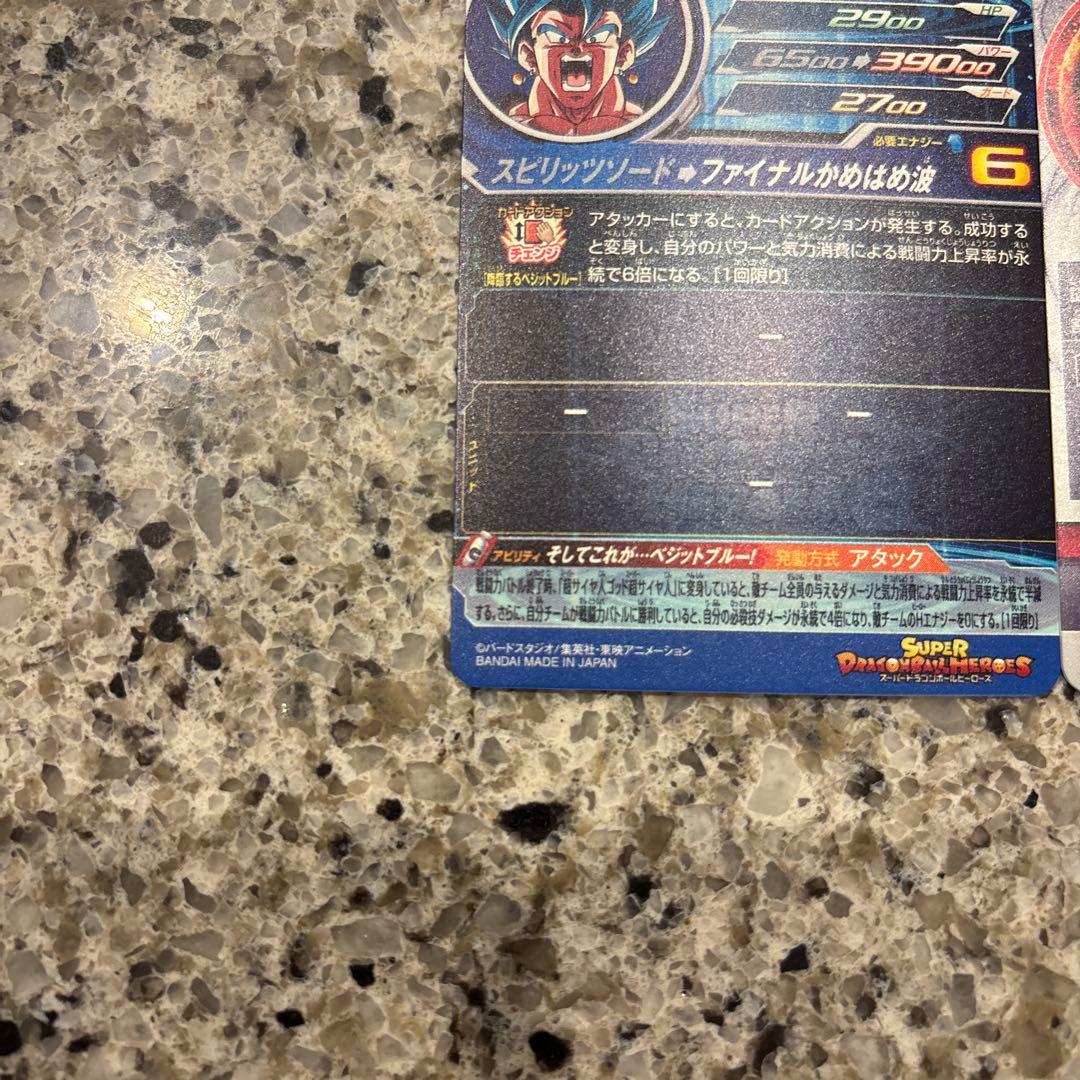 HP
2900
パワー
6500➡39000
ガード
2700
必要エナジー 6
スピリッツソード➡ファイナルかめはめ波
カードアクション
チェンジ
[降臨するベジットブルー]
アタッカーにすると、カードアクションが発生する。成功する
と変身し、自分のパワーと気力消費による戦闘力上昇率が永
続で6倍になる。[1回限り]
ー
ー ー
ユニット
ー
アビリティ そしてこれが…ベジットブルー! 発動方式 アタック
戦闘力バトル終了時、「超サイヤ人ゴッド超サイヤ人」に変身していると、敵チーム全員の与えるダメージと気力消費による戦闘力上昇率を永続で半減
する。さらに、自分チームが戦闘力バトルに勝利していると、自分の必殺技ダメージが永続で4倍になり、敵チームのHエナジーを0にする。[1回限り]
©バードスタジオ/集英社・東映アニメーション
BANDAI MADE IN JAPAN
SUPER
DRAGONBALL HEROES
スーパードラゴンボールヒーローズ